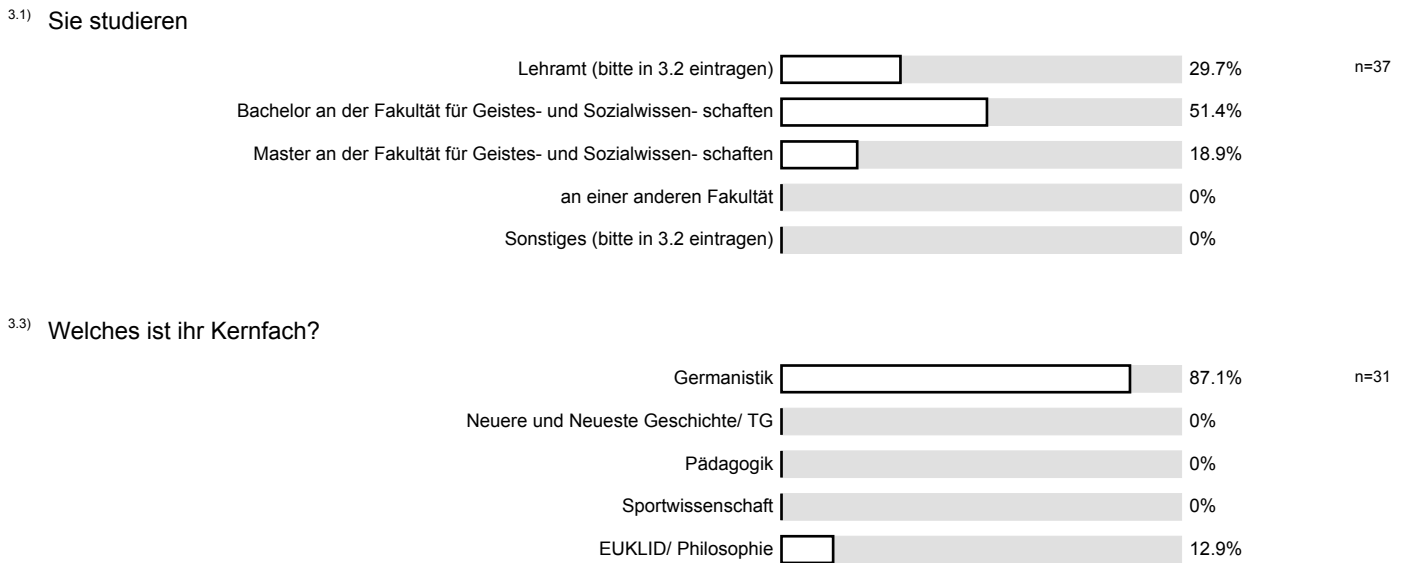 3.1) Sie studieren
Lehramt (bitte in 3.2 eintragen) 29.7% n=37
Bachelor an der Fakultät für Geistes- und Sozialwissen- schaften 51.4%
Master an der Fakultät für Geistes- und Sozialwissen- schaften 18.9%
an einer anderen Fakultät 0%
Sonstiges (bitte in 3.2 eintragen) 0%
3.3) Welches ist ihr Kernfach?
Germanistik 87.1% n=31
Neuere und Neueste Geschichte/ TG 0%
Pädagogik 0%
Sportwissenschaft 0%
EUKLID/ Philosophie 12.9%